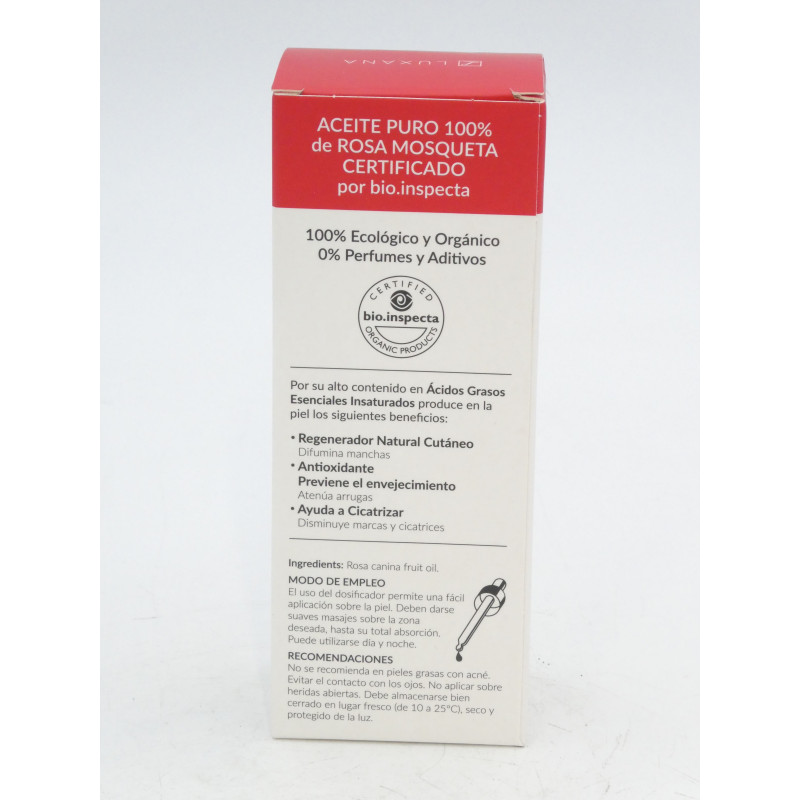 LUXANA
ACEITE PURO 100%
de ROSA MOSQUETA
CERTIFICADO
por bio.inspecta
100% Ecológico y Orgánico
0% Perfumes y Aditivos
CERTIFIED
bio.inspecta
ORGANIC PRODUCTS
Por su alto contenido en Ácidos Grasos
Esenciales Insaturados produce en la
piel los siguientes beneficios:
• Regenerador Natural Cutáneo
Difumina manchas
• Antioxidante
Previene el envejecimiento
Atenúa arrugas
• Ayuda a Cicatrizar
Disminuye marcas y cicatrices
Ingredients: Rosa canina fruit oil.
MODO DE EMPLEO
El uso del dosificador permite una fácil
aplicación sobre la piel. Deben darse
suaves masajes sobre la zona
deseada, hasta su total absorción.
Puede utilizarse día y noche.
RECOMENDACIONES
No se recomienda en pieles grasas con acné.
Evitar el contacto con los ojos. No aplicar sobre
heridas abiertas. Debe almacenarse bien
cerrado en lugar fresco (de 10 a 25°C), seco y
protegido de la luz.